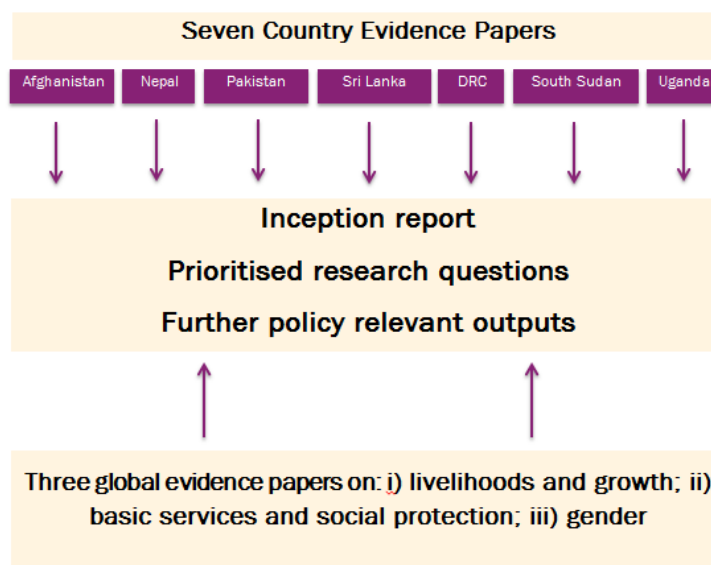 Seven Country Evidence Papers
Afghanistan Nepal Pakistan Sri Lanka DRC South Sudan Uganda
Inception report
Prioritised research questions
Further policy relevant outputs
Three global evidence papers on: i) livelihoods and growth; ii)
basic services and social protection; iii) gender